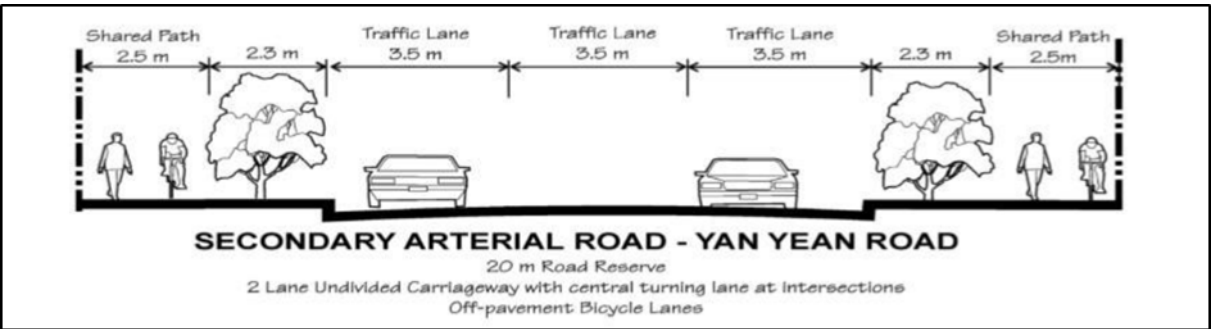 Shared Path Traffic Lane Traffic Lane Traffic Lane Shared Path
2.5 m 2.3 m 3.5 m 3.5 m 3.5 m 2.3 m 2.5m
SECONDARY ARTERIAL ROAD - YAN YEAN ROAD
20 m Road Reserve
2 Lane Undivided Carriageway with central turning lane at intersections
Off-pavement Bicycle Lanes